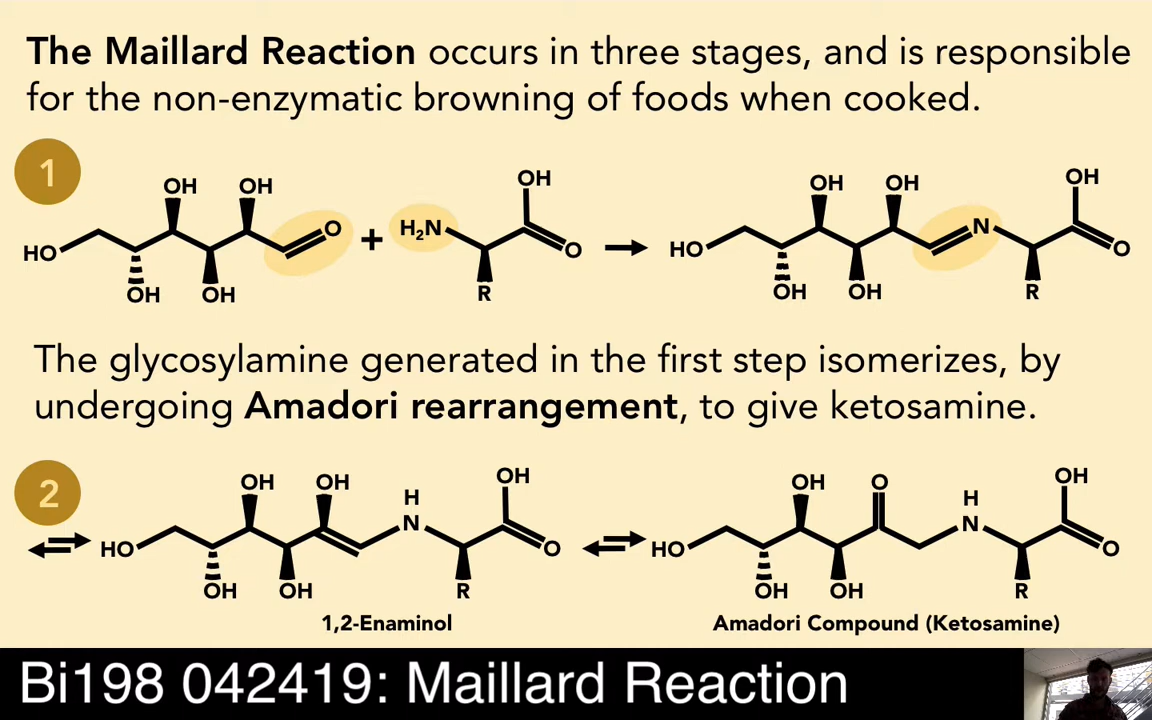 The Maillard Reaction occurs in three stages, and is responsible
for the non-enzymatic browning of foods when cooked.
1
OH OH OH OH OH OH
O + H₂N N
HO O HO O
OH OH R OH OH R
The glycosylamine generated in the first step isomerizes, by
undergoing Amadori rearrangement, to give ketosamine.
2
OH OH OH OH O OH
H H
N N
HO O HO O
OH OH R OH OH R
1,2-Enaminol Amadori Compound (Ketosamine)
Bi198 042419: Maillard Reaction